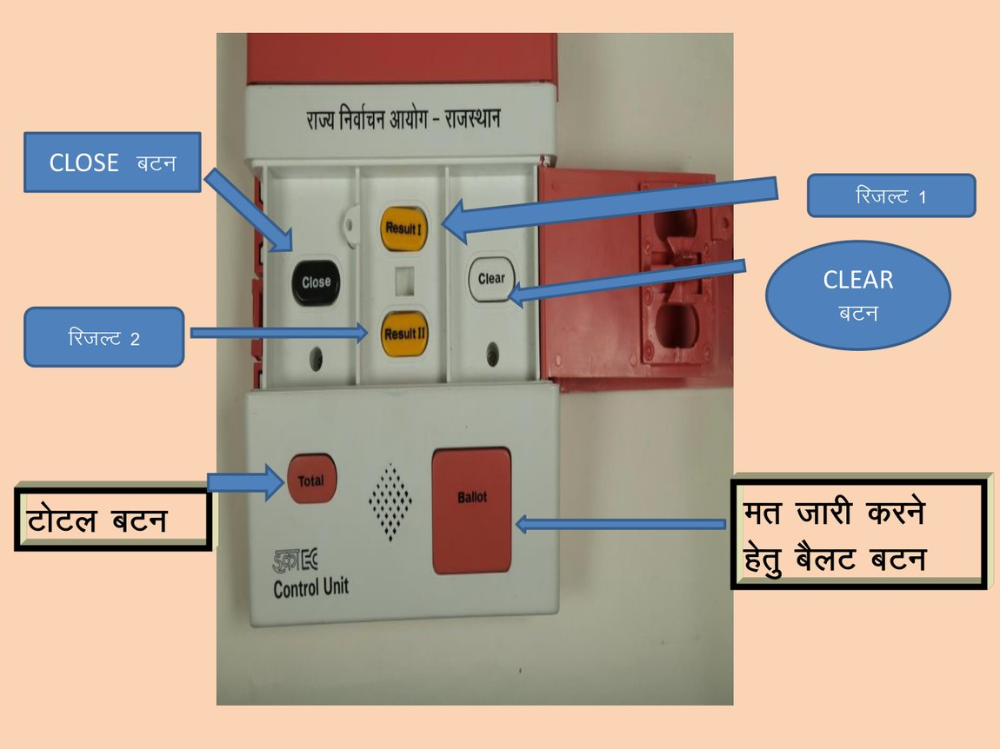 राज्य निर्वाचन आयोग - राजस्थान
CLOSE बटन
रिजल्ट 1
Result I
CLEAR
बटन
Close
Clear
रिजल्ट 2
Result II
टोटल बटन
Total
Ballot
मत जारी करने
हेतु बैलट बटन
EC
Control Unit